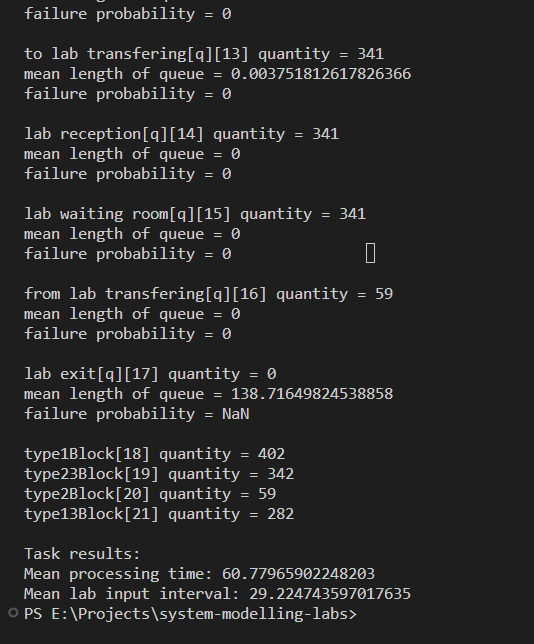 failure probability = 0
to lab transfering[q][13] quantity = 341
mean length of queue = 0.003751812617826366
failure probability = 0
lab reception[q][14] quantity = 341
mean length of queue = 0
failure probability = 0
lab waiting room[q][15] quantity = 341
mean length of queue = 0
failure probability = 0
from lab transfering[q][16] quantity = 59
mean length of queue = 0
failure probability = 0
lab exit[q][17] quantity = 0
mean length of queue = 138.71649824538858
failure probability = NaN
type1Block[18] quantity = 402
type23Block[19] quantity = 342
type2Block[20] quantity = 59
type13Block[21] quantity = 282
Task results:
Mean processing time: 60.77965902248203
Mean lab input interval: 29.224743597017635
PS E:\Projects\system-modelling-labs>